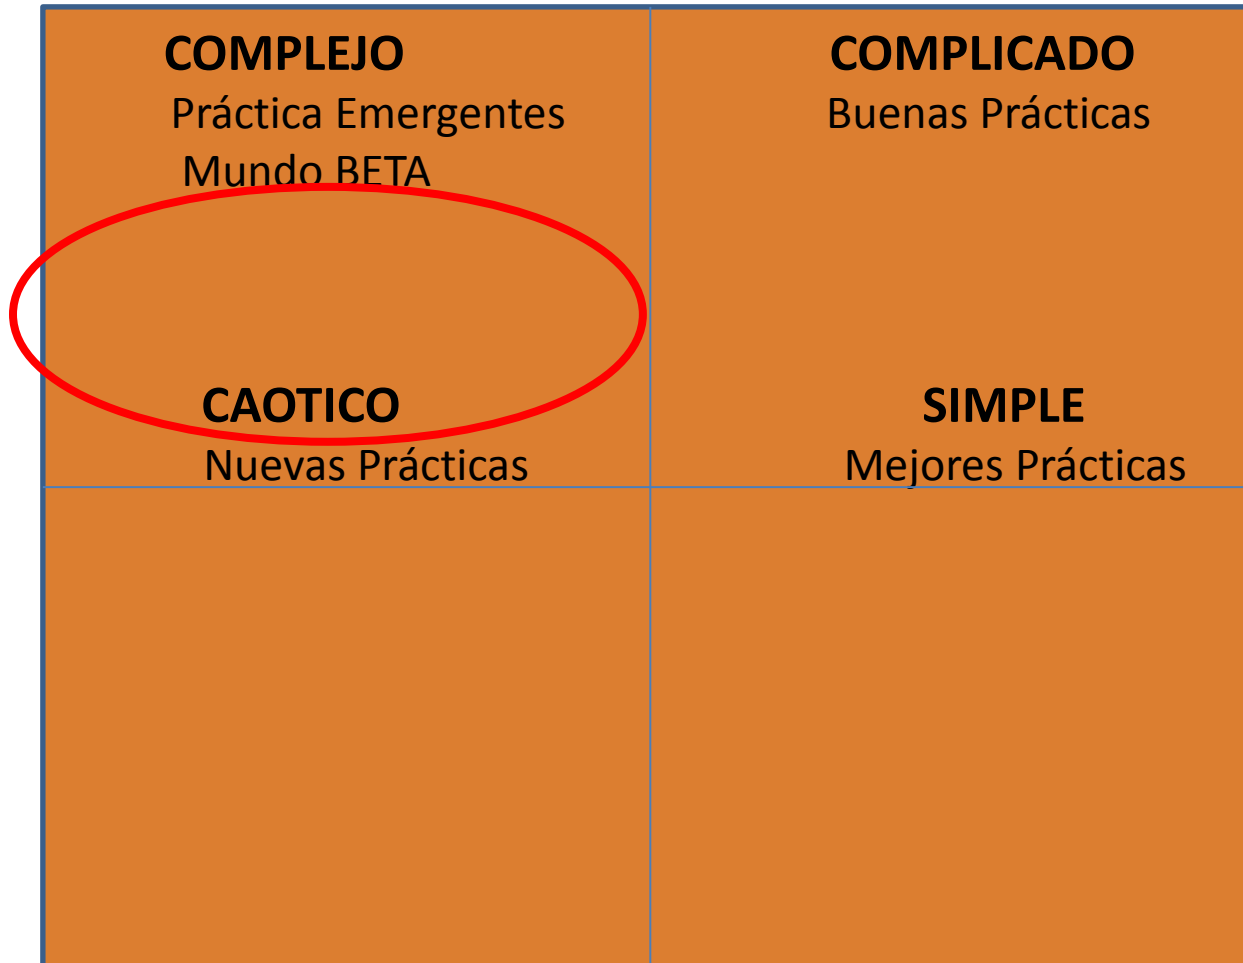 COMPLEJO
Práctica Emergentes
Mundo BETA
COMPLICADO
Buenas Prácticas
CAOTICO
Nuevas Prácticas
SIMPLE
Mejores Prácticas